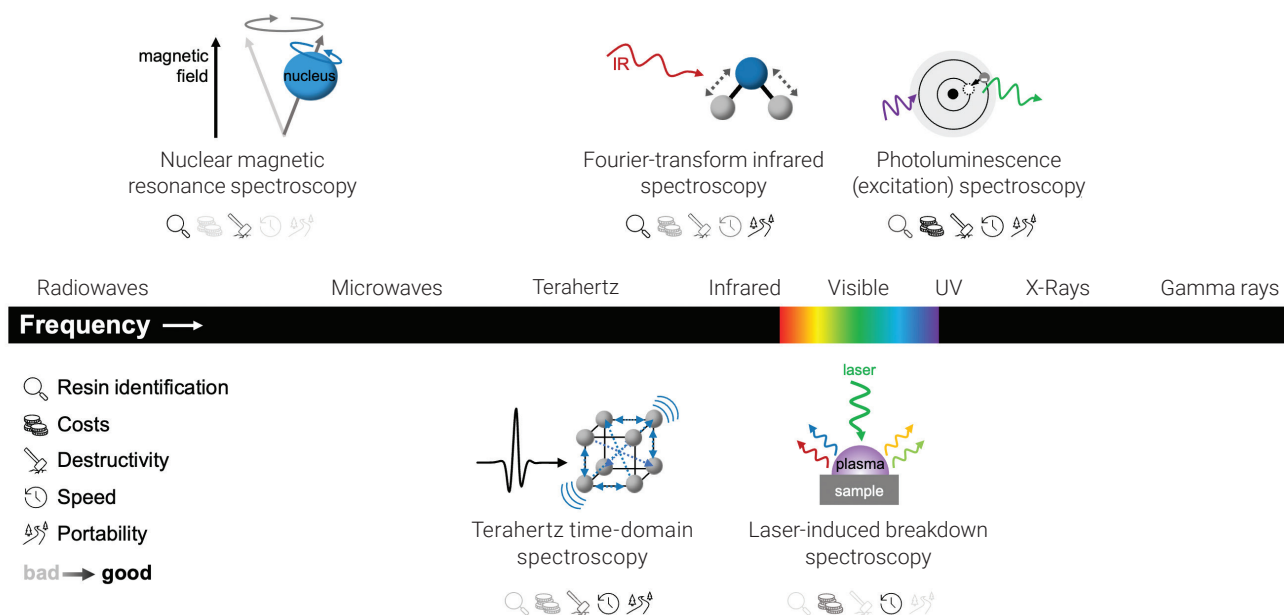 magnetic
field
nucleus
Nuclear magnetic
resonance spectroscopy
IR
Fourier-transform infrared
spectroscopy
Photoluminescence
(excitation) spectroscopy
Radiowaves
Microwaves
Terahertz
Infrared
Visible
UV
X-Rays
Gamma rays
Frequency
Resin identification
Costs
Destructivity
Speed
Portability
bad → good
Terahertz time-domain
spectroscopy
laser
plasma
sample
Laser-induced breakdown
spectroscopy